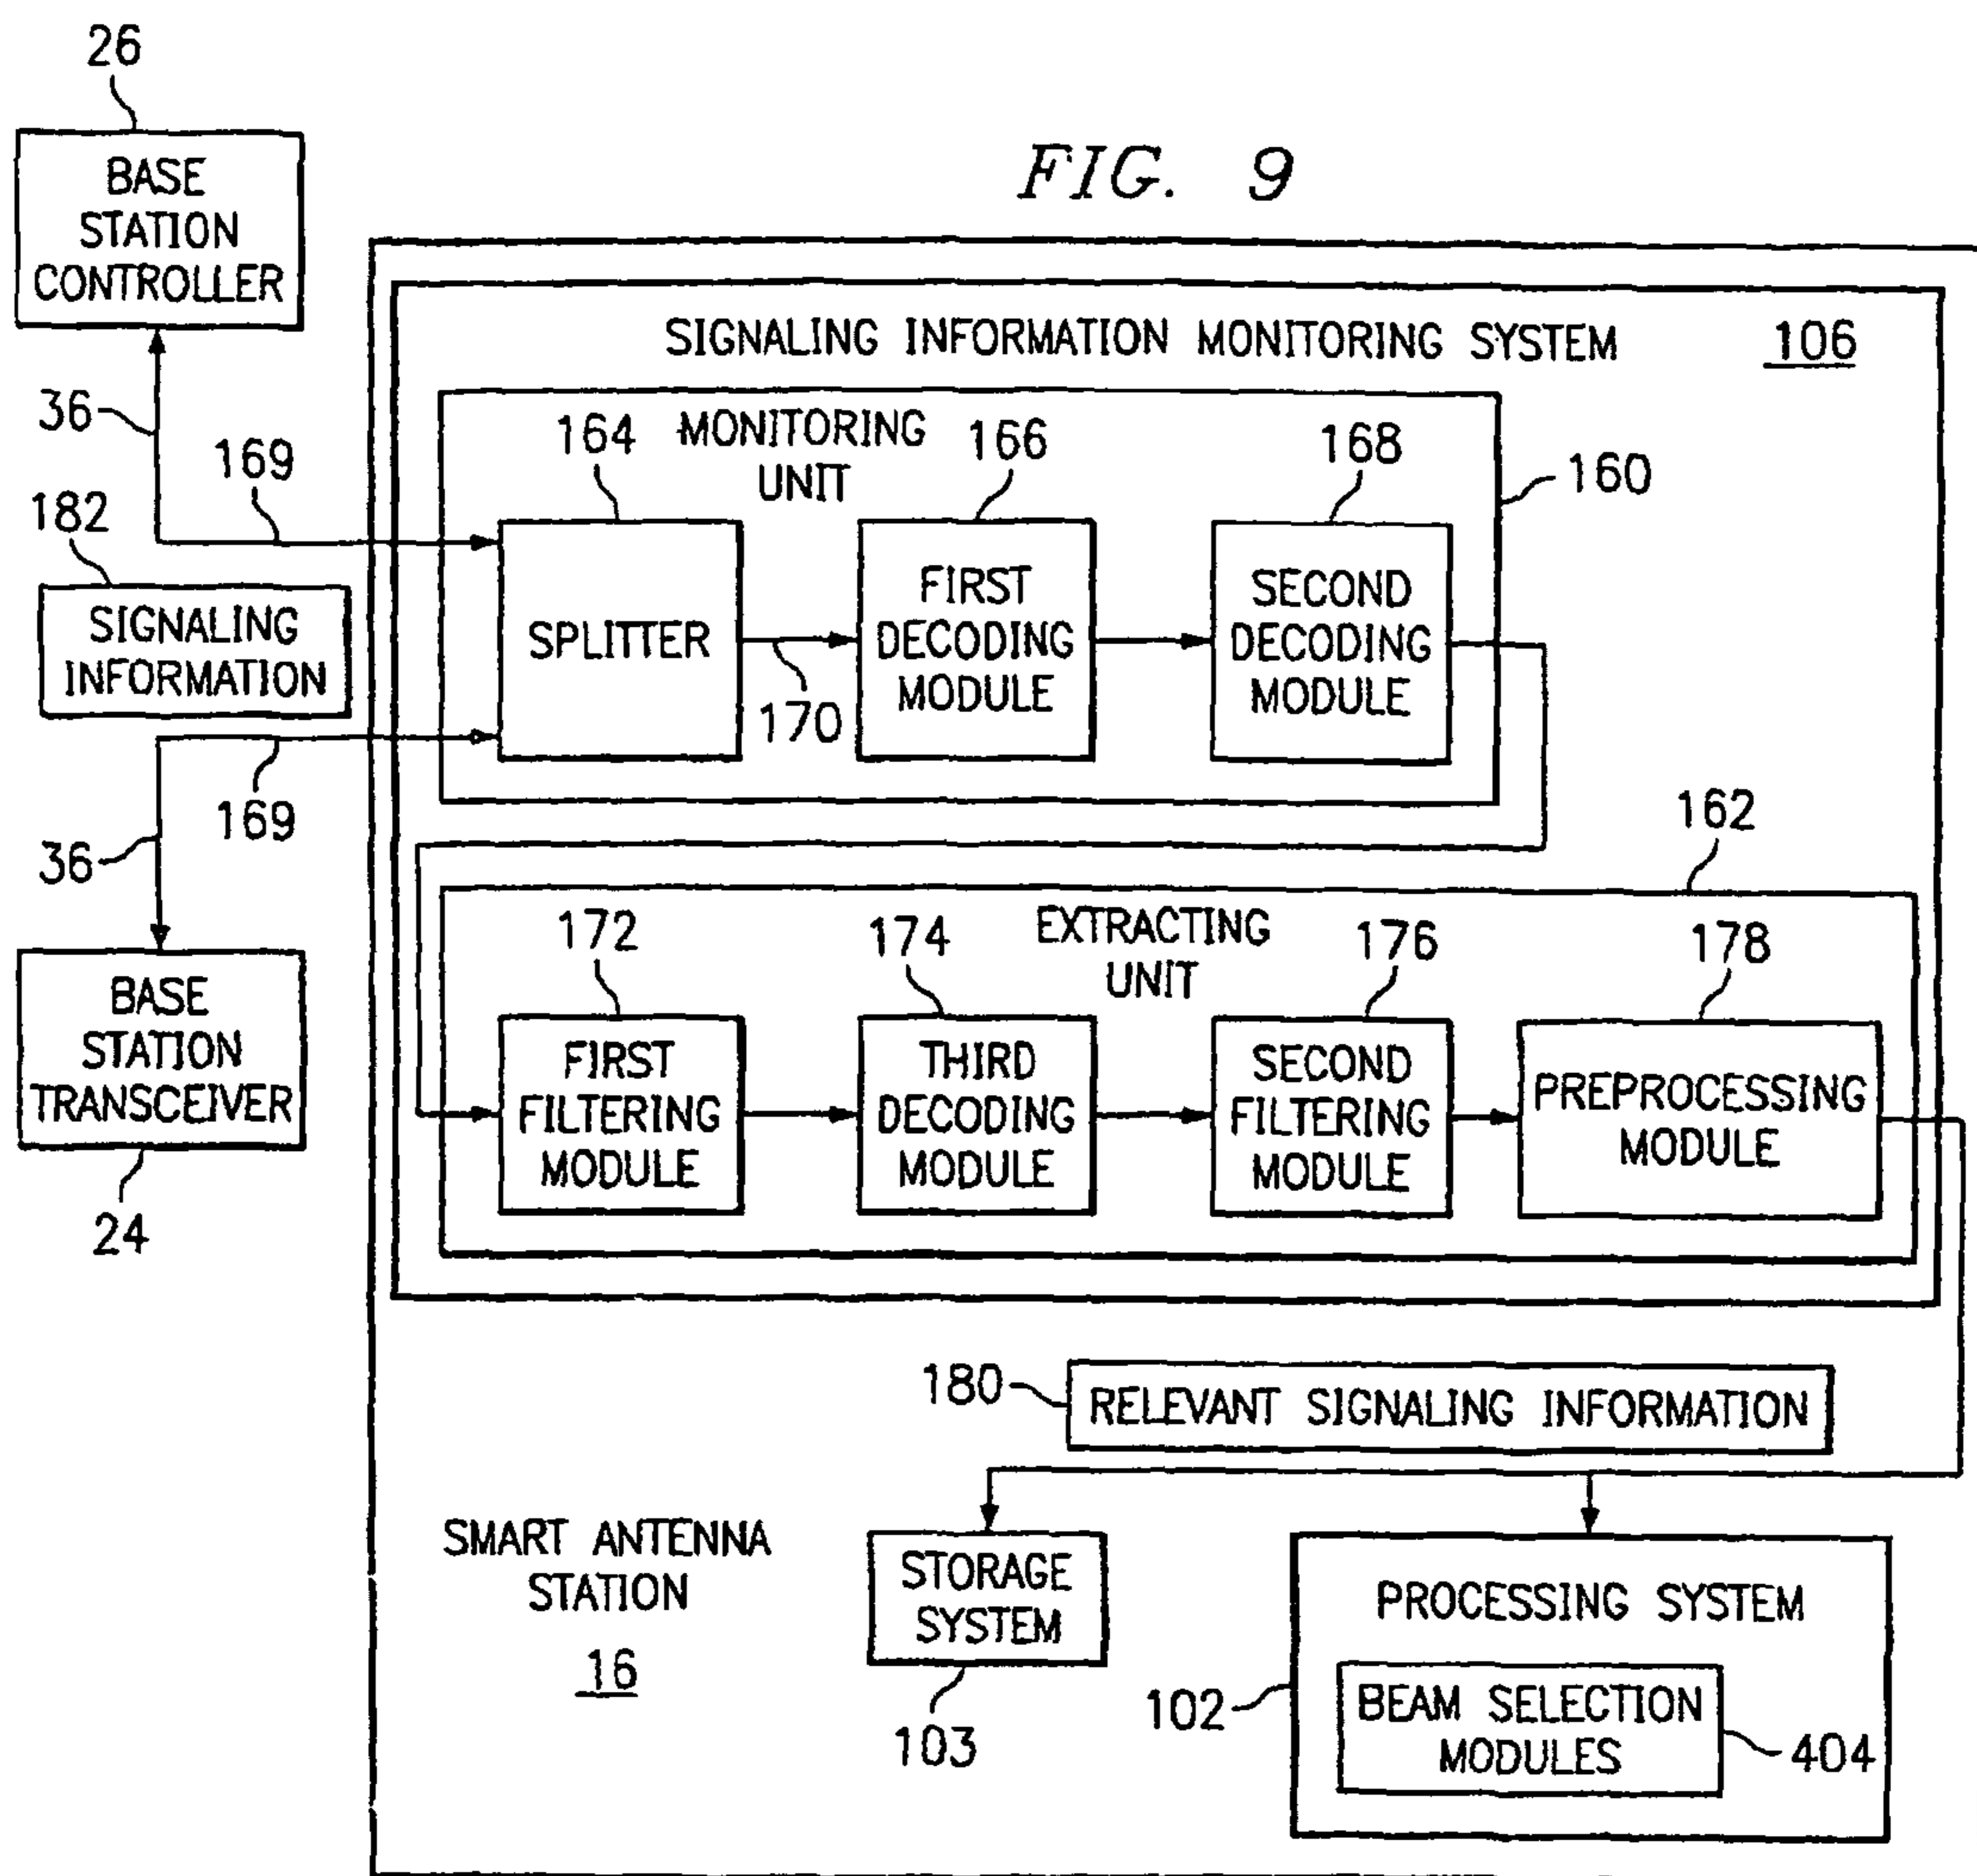 FIG. 9
26
BASE
STATION
CONTROLLER
36
169
182
SIGNALING
INFORMATION
169
36
BASE
STATION
TRANSCEIVER
24
SIGNALING INFORMATION MONITORING SYSTEM
106
MONITORING
UNIT
164
166
168
160
SPLITTER
170
FIRST
DECODING
MODULE
SECOND
DECODING
MODULE
162
EXTRACTING
UNIT
172
174
176
178
FIRST
FILTERING
MODULE
THIRD
DECODING
MODULE
SECOND
FILTERING
MODULE
PREPROCESSING
MODULE
180
RELEVANT SIGNALING INFORMATION
SMART ANTENNA
STATION
16
STORAGE
SYSTEM
103
PROCESSING SYSTEM
102
BEAM SELECTION
MODULES
404